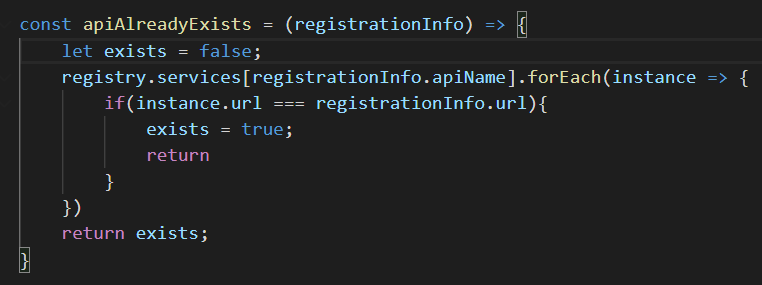 const apiAlreadyExists = (registrationInfo) => {
    let exists = false;
    registry.services[registrationInfo.apiName].forEach(instance => {
        if(instance.url === registrationInfo.url){
            exists = true;
            return
        }
    })
    return exists;
}